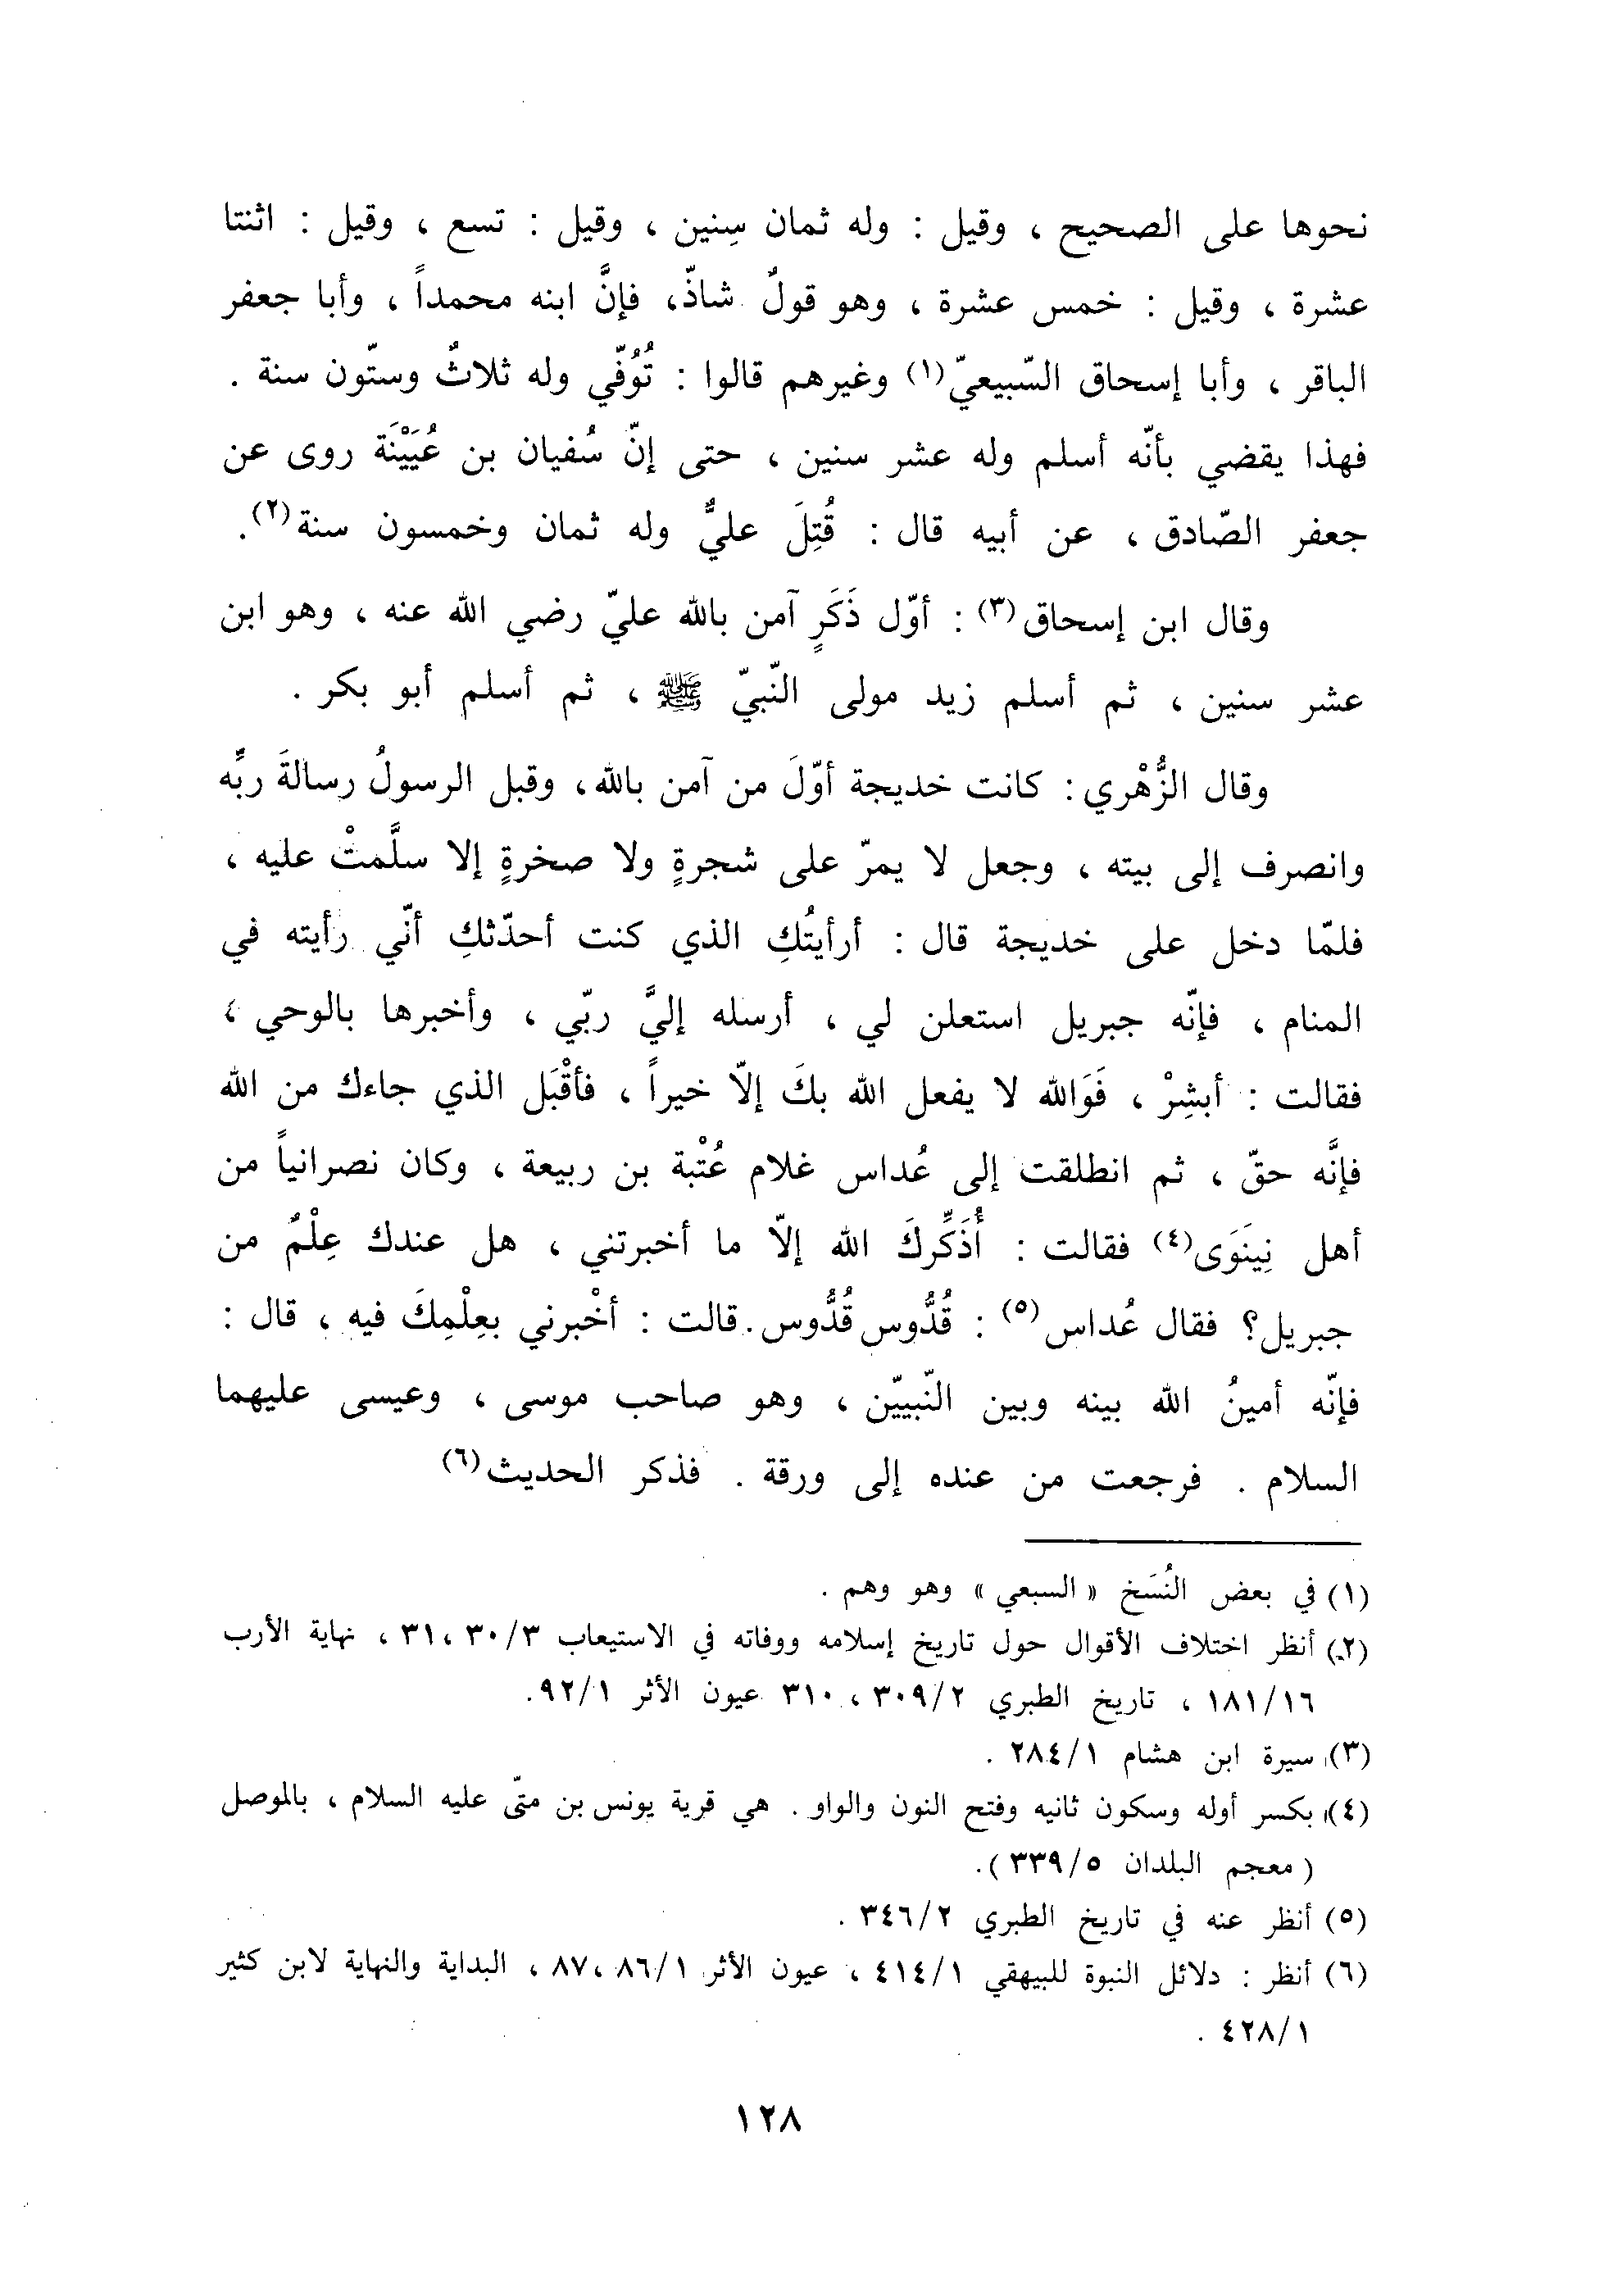 نحوها على الصحيح ، وقيل : وله ثمان سِنين ، وقيل : تسع ، وقيل : اثنتا
عشرة ، وقيل : خمس عشرة ، وهو قولٌ شاذّ، فإنَّ ابنه محمداً ، وأبا جعفر
الباقر ، وأبا إسحاق السّبيعيّ(١) وغيرهم قالوا : تُوُفّي وله ثلاثٌ وستّون سنة .
فهذا يقضي بأنّه أسلم وله عشر سنين ، حتى إنّ سُفيان بن عُيَيْنَة روى عن
جعفر الصّادق ، عن أبيه قال : قُتِلَ عليٌّ وله ثمان وخمسون سنة(٢).
وقال ابن إسحاق(٣) : أوّل ذَكَرٍ آمن بالله عليّ رضي الله عنه ، وهو ابن
عشر سنين ، ثم أسلم زيد مولى النّبيّ ﷺ ، ثم أسلم أبو بكر .
وقال الزُّهْري : كانت خديجة أوّلَ من آمن بالله، وقبل الرسولُ رسالةَ ربِّه
وانصرف إلى بيته ، وجعل لا يمرّ على شجرةٍ ولا صخرةٍ إلا سلَّمتْ عليه ،
فلمّا دخل على خديجة قال : أرأيتُكِ الذي كنت أحدّثكِ أنّي رأيته في
المنام ، فإنّه جبريل استعلن لي ، أرسله إليَّ ربّي ، وأخبرها بالوحي ،
فقالت : أبشِرْ ، فَوَالله لا يفعل الله بكَ إلاّ خيراً ، فأقْبَل الذي جاءك من الله
فإنَّه حقّ ، ثم انطلقت إلى عُداس غلام عُتْبة بن ربيعة ، وكان نصرانياً من
أهل نِينَوَى(٤) فقالت : أُذَكِّركَ الله إلاّ ما أخبرتني ، هل عندك عِلْمٌ من
جبريل؟ فقال عُداس(٥) : قُدُّوس قُدُّوس. قالت : أخْبرني بعِلْمِكَ فيه ، قال :
فإنّه أمينُ الله بينه وبين النّبيّين ، وهو صاحب موسى ، وعيسى عليهما
السلام . فرجعت من عنده إلى ورقة . فذكر الحديث(٦)
(١) في بعض النُسَخ « السبعي » وهو وهم .
(٢) أنظر اختلاف الأقوال حول تاريخ إسلامه ووفاته في الاستيعاب ٣/ ٣٠، ٣١ ، نهاية الأرب
١٦/ ١٨١ ، تاريخ الطبري ٢/ ٣٠٩ ، ٣١٠ عيون الأثر ١/ ٩٢.
(٣) سيرة ابن هشام ١/ ٢٨٤ .
(٤) بكسر أوله وسكون ثانيه وفتح النون والواو . هي قرية يونس بن متّى عليه السلام ، بالموصل
( معجم البلدان ٥/ ٣٣٩ ).
(٥) أنظر عنه في تاريخ الطبري ٢/ ٣٤٦ .
(٦) أنظر : دلائل النبوة للبيهقي ١/ ٤١٤ ، عيون الأثر ١/ ٨٦، ٨٧ ، البداية والنهاية لابن كثير
١/ ٤٢٨ .
١٢٨